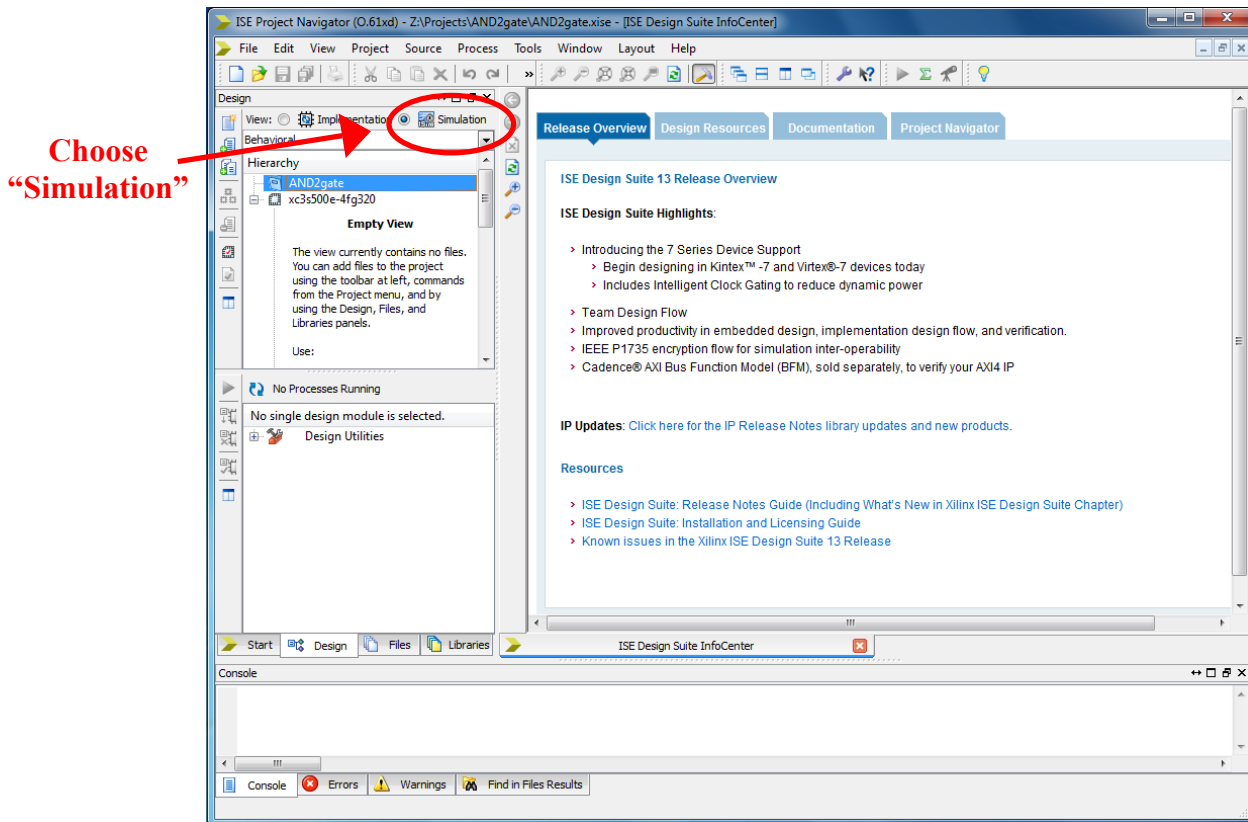 ISE Project Navigator (O.61xd) - Z:\Projects\AND2gate\AND2gate.xise - [ISE Design Suite InfoCenter]
File Edit View Project Source Process Tools Window Layout Help
Design
View: Implementation Simulation
Behavioral
Choose
“Simulation”
Hierarchy
AND2gate
xc3s500e-4fg320
Empty View
The view currently contains no files.
You can add files to the project
using the toolbar at left, commands
from the Project menu, and by
using the Design, Files, and
Libraries panels.
Use:
No Processes Running
No single design module is selected.
Design Utilities
Start Design Files Libraries
Release Overview Design Resources Documentation Project Navigator
ISE Design Suite 13 Release Overview
ISE Design Suite Highlights:
› Introducing the 7 Series Device Support
› Begin designing in Kintex™ -7 and Virtex®-7 devices today
› Includes Intelligent Clock Gating to reduce dynamic power
› Team Design Flow
› Improved productivity in embedded design, implementation design flow, and verification.
› IEEE P1735 encryption flow for simulation inter-operability
› Cadence® AXI Bus Function Model (BFM), sold separately, to verify your AXI4 IP
IP Updates: Click here for the IP Release Notes library updates and new products.
Resources
› ISE Design Suite: Release Notes Guide (Including What's New in Xilinx ISE Design Suite Chapter)
› ISE Design Suite: Installation and Licensing Guide
› Known issues in the Xilinx ISE Design Suite 13 Release
ISE Design Suite InfoCenter
Console
Console Errors Warnings Find in Files Results